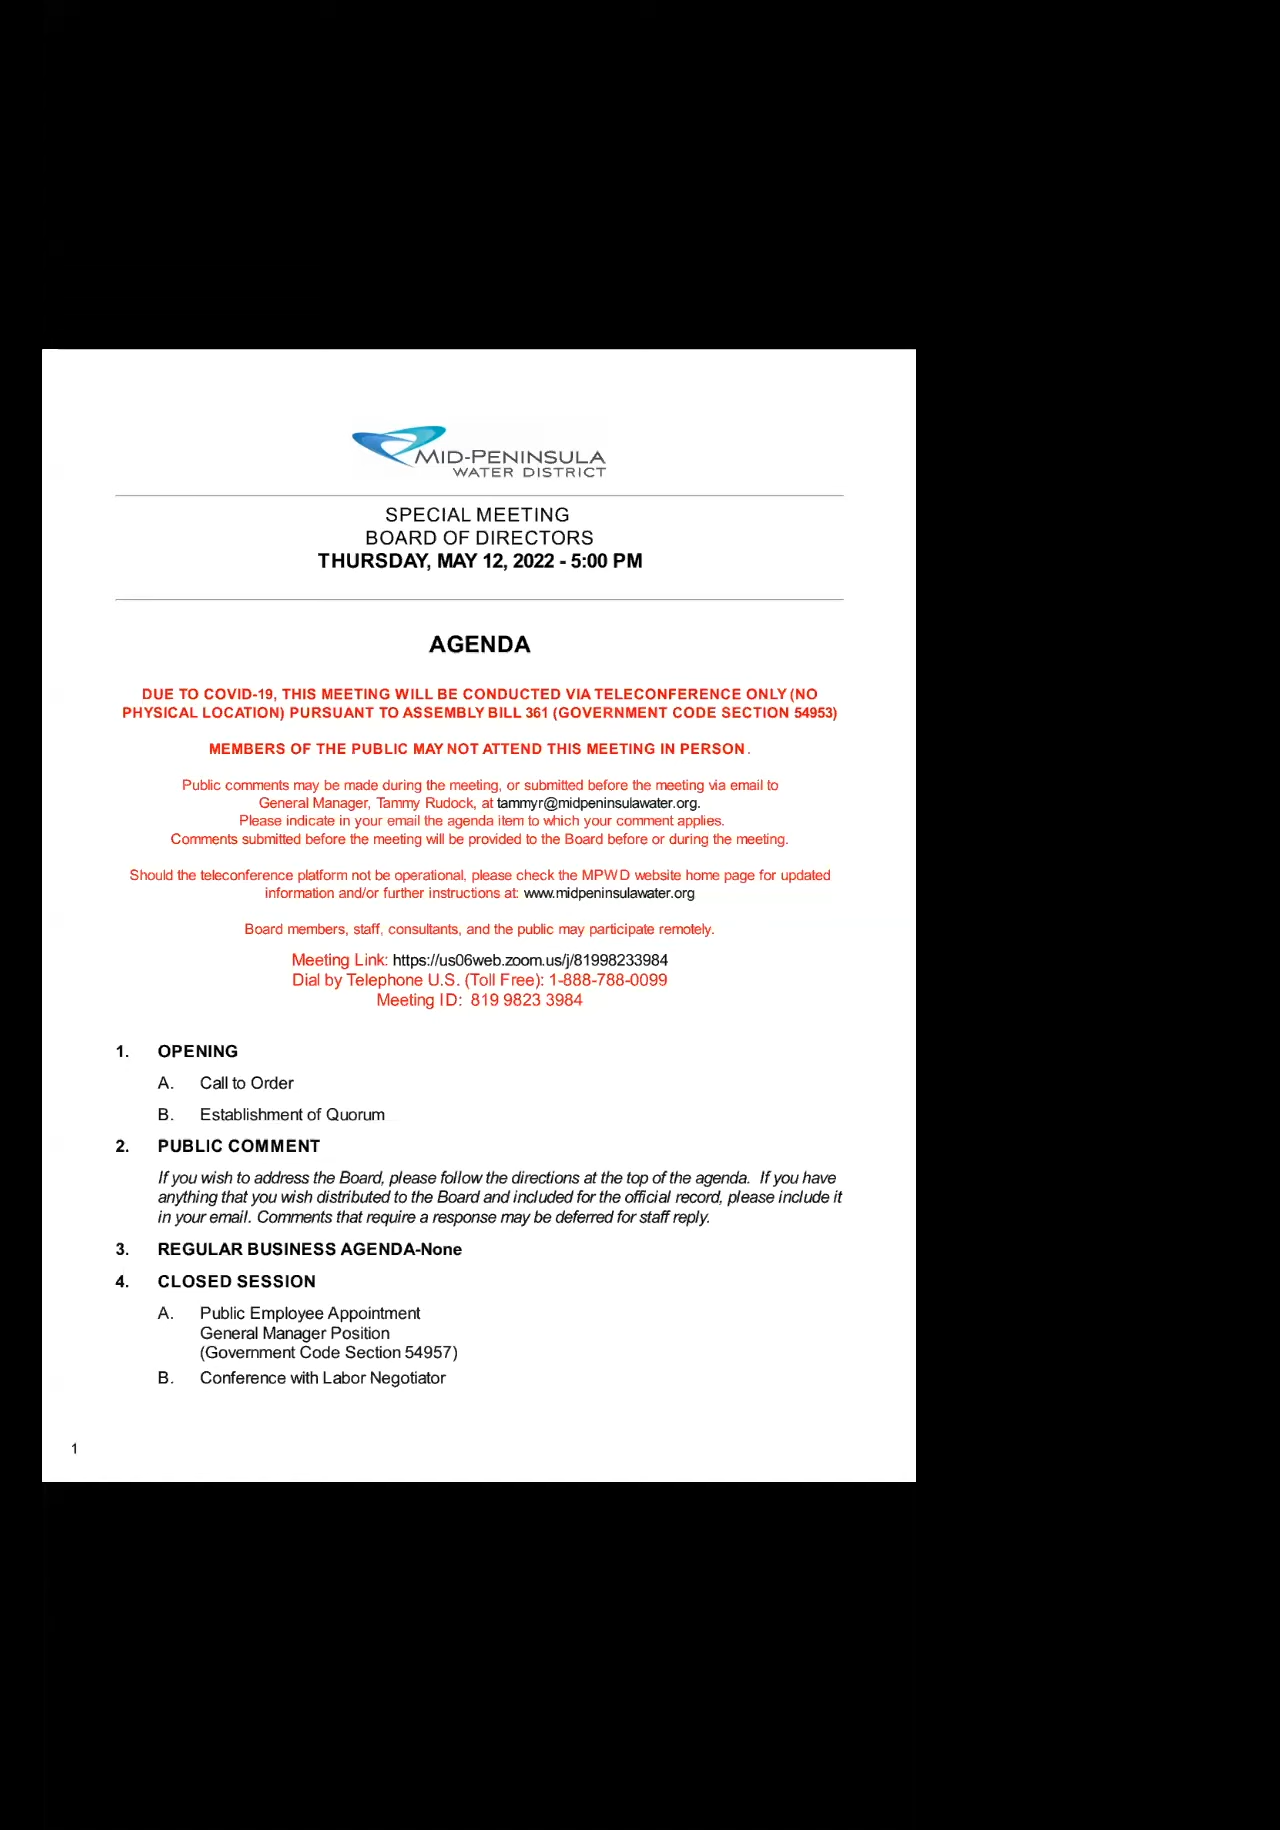 MID-PENINSULA
WATER DISTRICT
SPECIAL MEETING
BOARD OF DIRECTORS
THURSDAY, MAY 12, 2022 - 5:00 PM
AGENDA
DUE TO COVID-19, THIS MEETING WILL BE CONDUCTED VIA TELECONFERENCE ONLY (NO
PHYSICAL LOCATION) PURSUANT TO ASSEMBLY BILL 361 (GOVERNMENT CODE SECTION 54953)
MEMBERS OF THE PUBLIC MAY NOT ATTEND THIS MEETING IN PERSON.
Public comments may be made during the meeting, or submitted before the meeting via email to
General Manager, Tammy Rudock, at tammyr@midpeninsulawater.org.
Please indicate in your email the agenda item to which your comment applies.
Comments submitted before the meeting will be provided to the Board before or during the meeting.
Should the teleconference platform not be operational, please check the MPWD website home page for updated
information and/or further instructions at: www.midpeninsulawater.org
Board members, staff, consultants, and the public may participate remotely.
Meeting Link: https://us06web.zoom.us/j/81998233984
Dial by Telephone U.S. (Toll Free): 1-888-788-0099
Meeting ID: 819 9823 3984
1. OPENING
A. Call to Order
B. Establishment of Quorum
2. PUBLIC COMMENT
If you wish to address the Board, please follow the directions at the top of the agenda. If you have
anything that you wish distributed to the Board and included for the official record, please include it
in your email. Comments that require a response may be deferred for staff reply.
3. REGULAR BUSINESS AGENDA-None
4. CLOSED SESSION
A. Public Employee Appointment
General Manager Position
(Government Code Section 54957)
B. Conference with Labor Negotiator
1